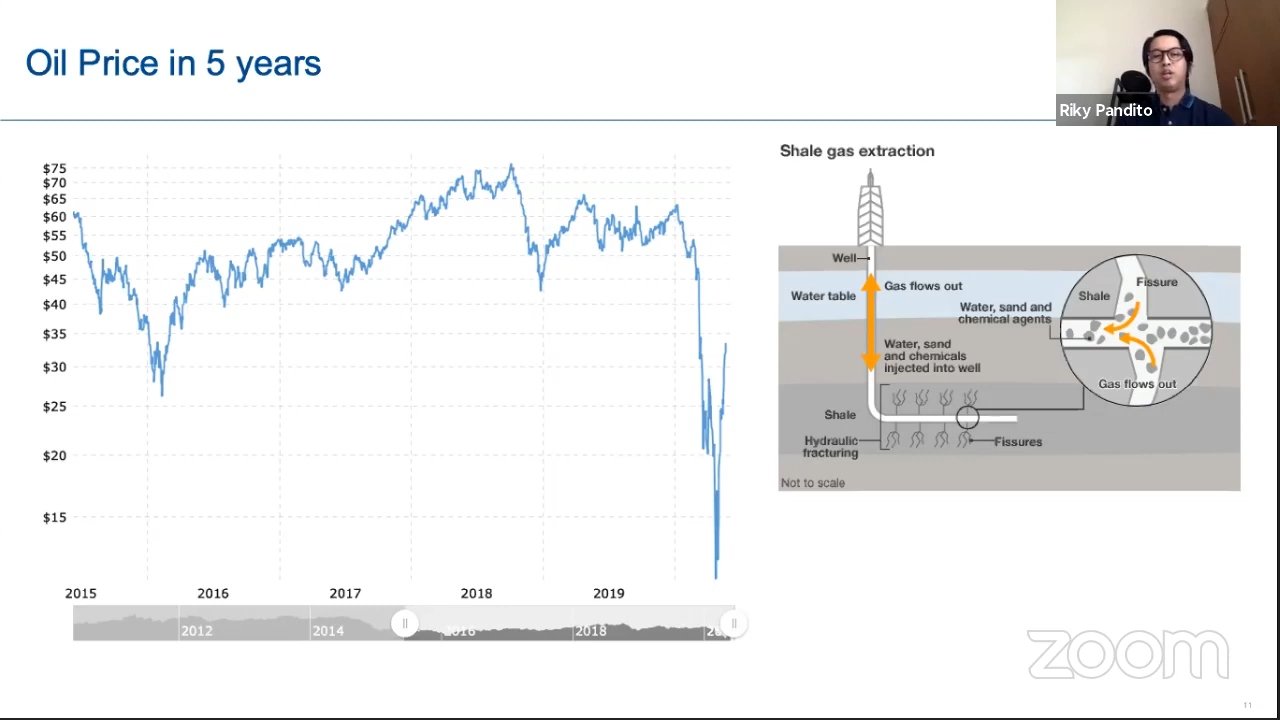 Oil Price in 5 years
Riky Pandito
$75
$70
$65
$60
$55
$50
$45
$40
$35
$30
$25
$20
$15
2015 2016 2017 2018 2019
2012 2014 2016 2018
Shale gas extraction
Well
Gas flows out
Water table
Water, sand and
chemical agents
Shale
Fissure
Water, sand
and chemicals
injected into well
Gas flows out
Shale
Hydraulic
fracturing
Fissures
Not to scale
zoom
11